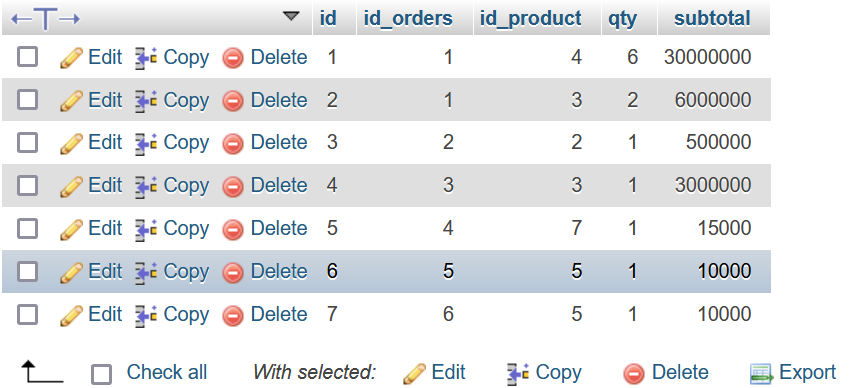 id id_orders id_product qty subtotal
Edit Copy Delete 1 1 4 6 30000000
Edit Copy Delete 2 1 3 2 6000000
Edit Copy Delete 3 2 2 1 500000
Edit Copy Delete 4 3 3 1 3000000
Edit Copy Delete 5 4 7 1 15000
Edit Copy Delete 6 5 5 1 10000
Edit Copy Delete 7 6 5 1 10000
Check all With selected: Edit Copy Delete Export